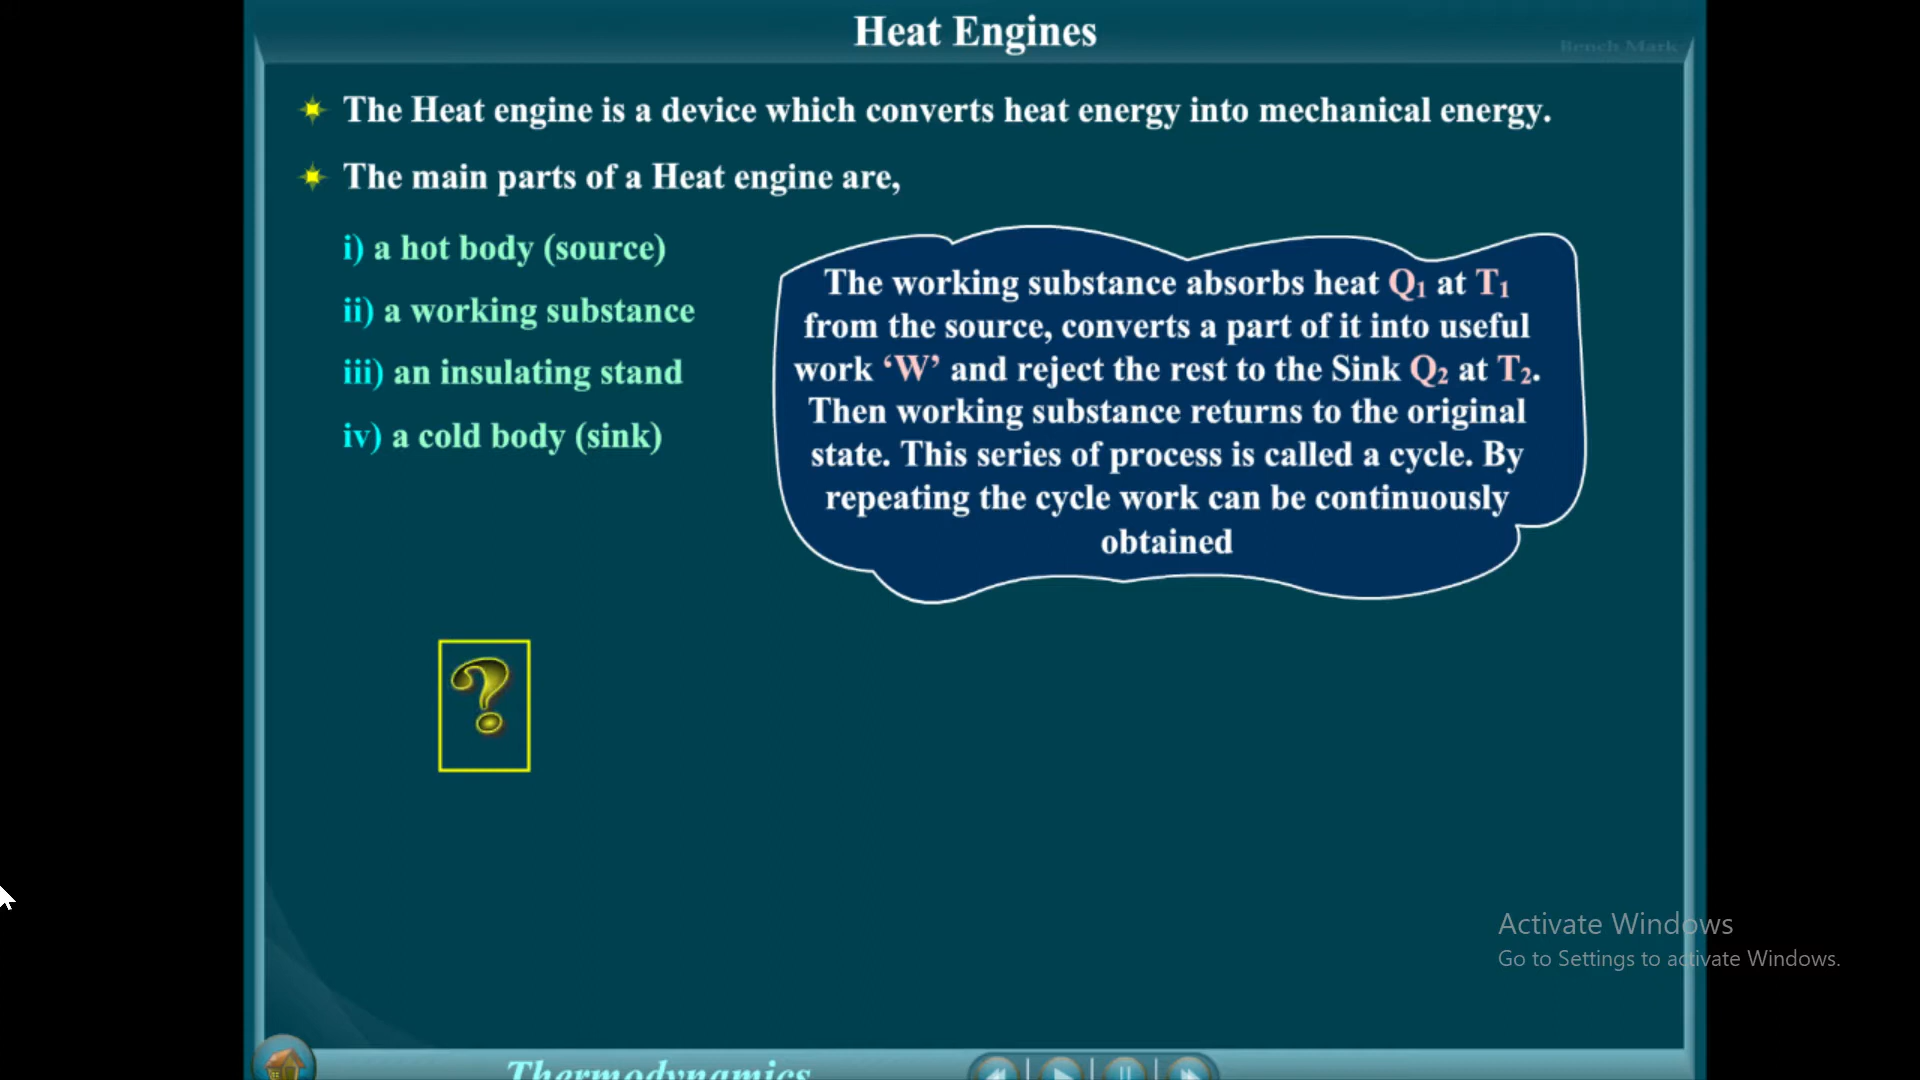 Heat Engines
Bench Mark
The Heat engine is a device which converts heat energy into mechanical energy.
The main parts of a Heat engine are,
i) a hot body (source)
ii) a working substance
iii) an insulating stand
iv) a cold body (sink)
The working substance absorbs heat Q₁ at T₁
from the source, converts a part of it into useful
work ‘W’ and reject the rest to the Sink Q₂ at T₂.
Then working substance returns to the original
state. This series of process is called a cycle. By
repeating the cycle work can be continuously
obtained
?
Activate Windows
Go to Settings to activate Windows.
Thermodynamics